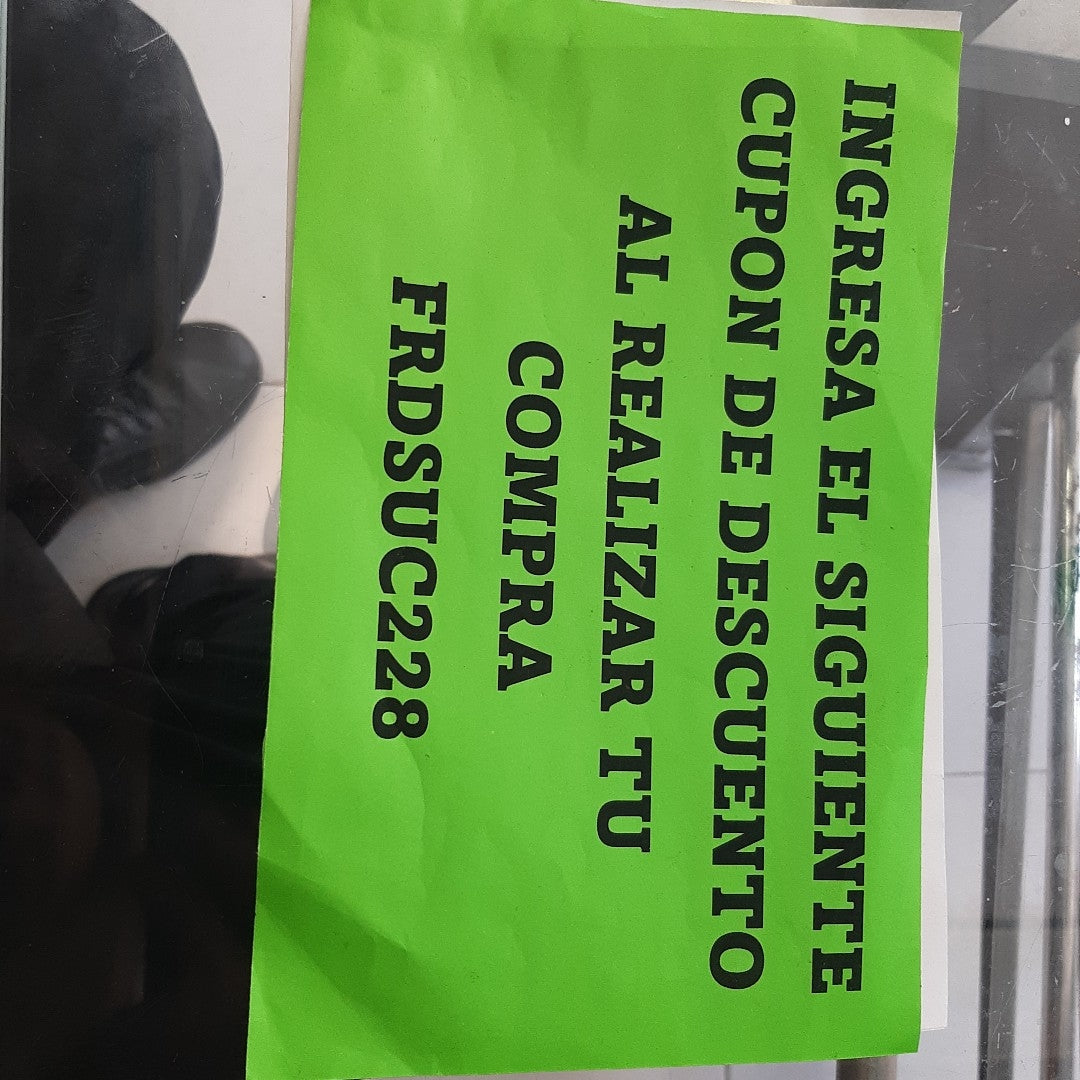 INGRESA EL SIGUIENTE
CUPON DE DESCUENTO
AL REALIZAR TU
COMPRA
FRDSUC228